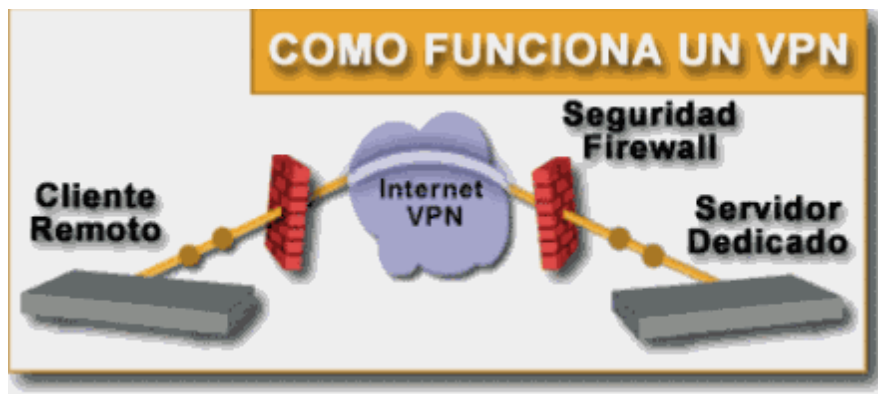 COMO FUNCIONA UN VPN
Seguridad
Firewall
Internet
VPN
Cliente
Remoto
Servidor
Dedicado